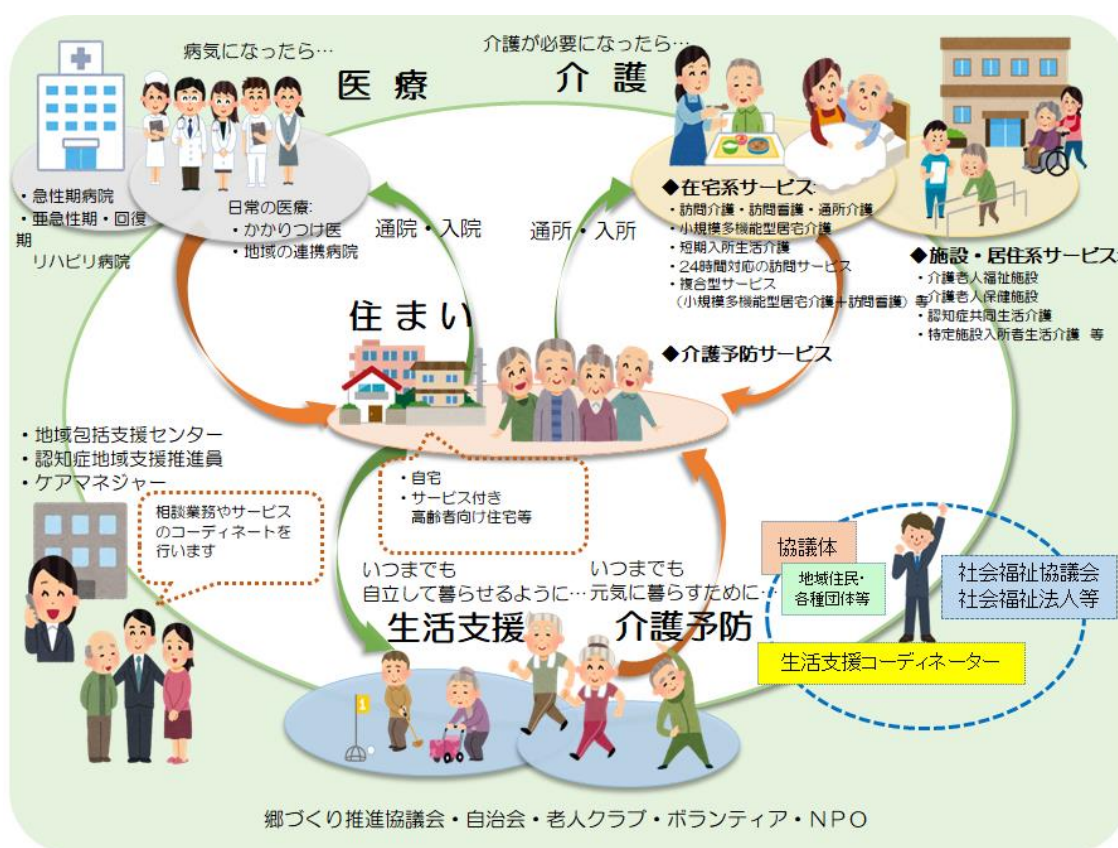 病気になったら…
医療
介護が必要になったら…
介護
・急性期病院
・亜急性期・回復
期
リハビリ病院
日常の医療:
・かかりつけ医
・地域の連携病院
通院・入院
通所・入所
◆在宅系サービス:
・訪問介護・訪問看護・通所介護
・小規模多機能型居宅介護
・短期入所生活介護
・24時間対応の訪問サービス
・複合型サービス
(小規模多機能型居宅介護+訪問看護)等
◆介護予防サービス
◆施設・居住系サービス:
・介護老人福祉施設
・介護老人保健施設
・認知症共同生活介護
・特定施設入所者生活介護 等
住まい
・自宅
・サービス付き
高齢者向け住宅等
・地域包括支援センター
・認知症地域支援推進員
・ケアマネジャー
相談業務やサービス
のコーディネートを
行います
いつまでも
自立して暮らせるように…
生活支援
いつまでも
元気に暮らすために…
介護予防
1
協議体
地域住民・
各種団体等
社会福祉協議会
社会福祉法人等
生活支援コーディネーター
郷づくり推進協議会・自治会・老人クラブ・ボランティア・NPO